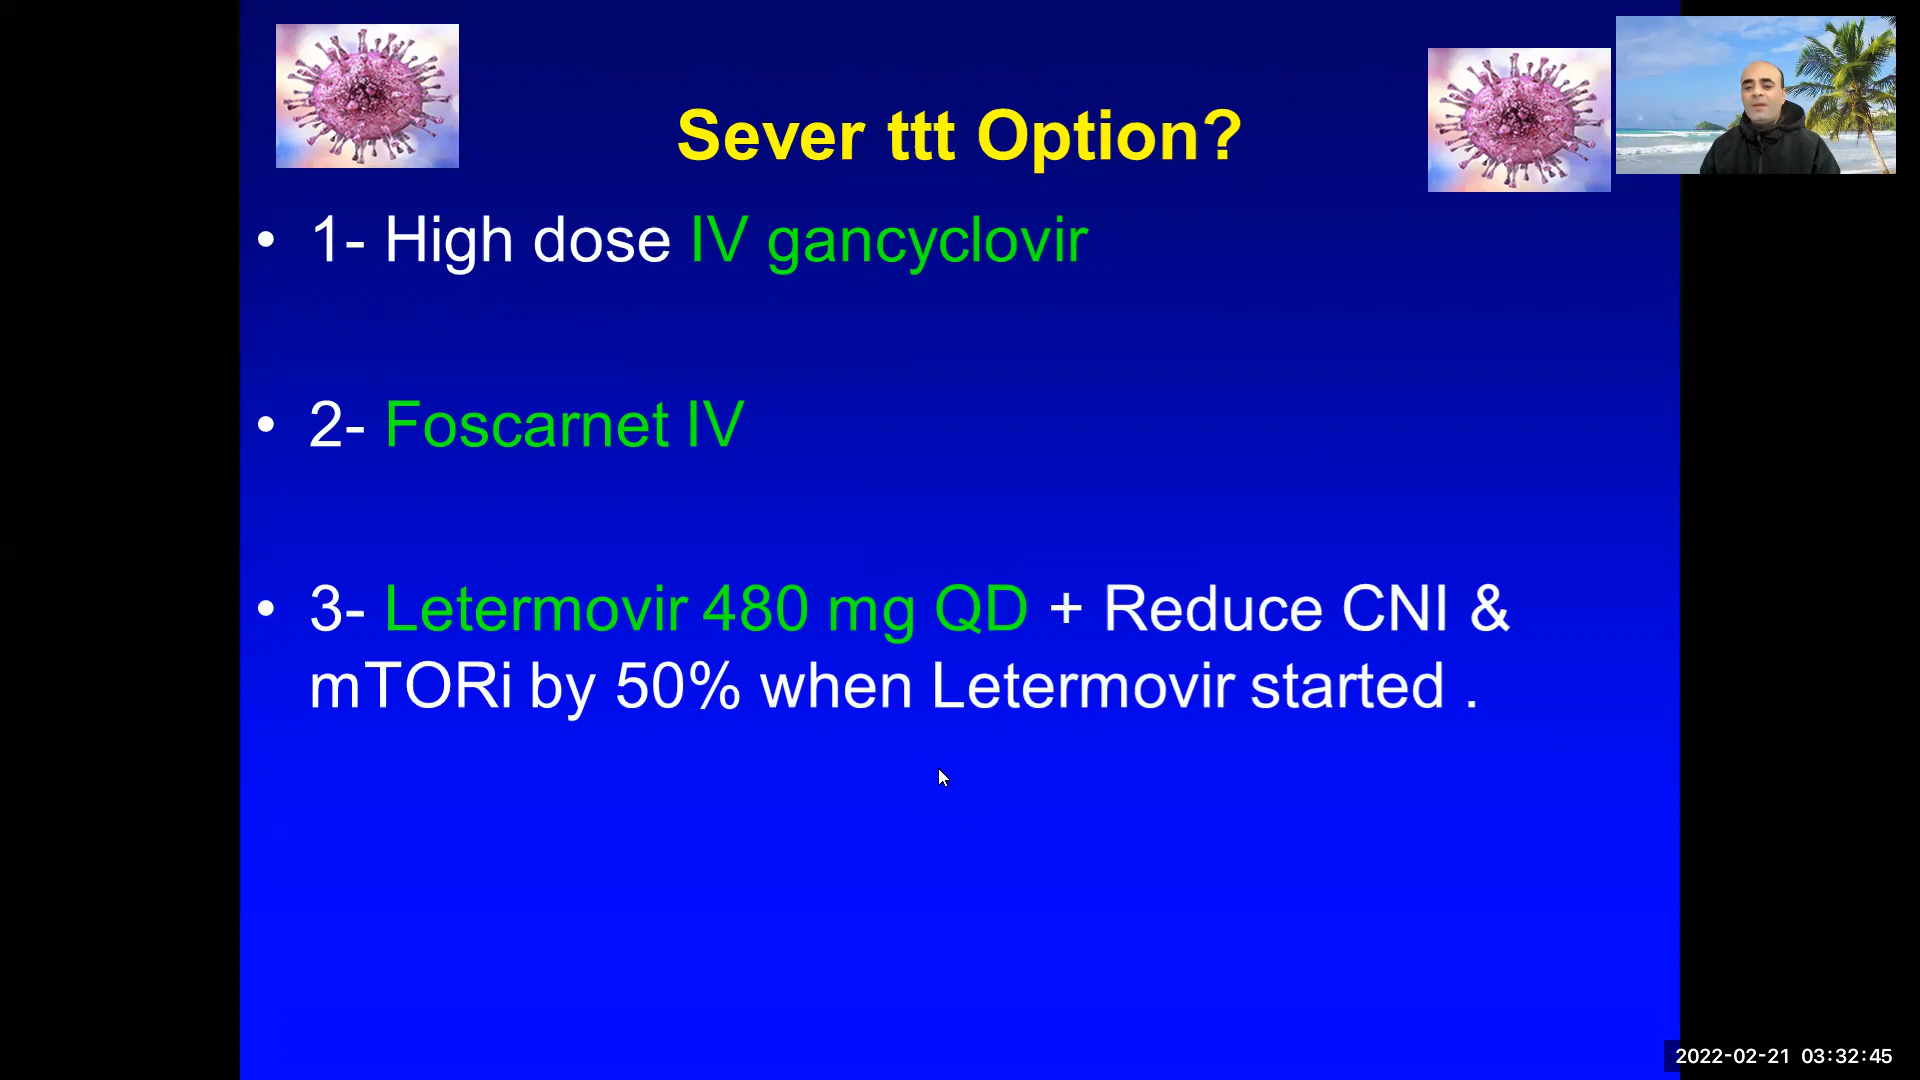 Sever ttt Option?
• 1- High dose IV gancyclovir
• 2- Foscarnet IV
• 3- Letermovir 480 mg QD + Reduce CNI &
mTORi by 50% when Letermovir started .
2022-02-21 03:32:45